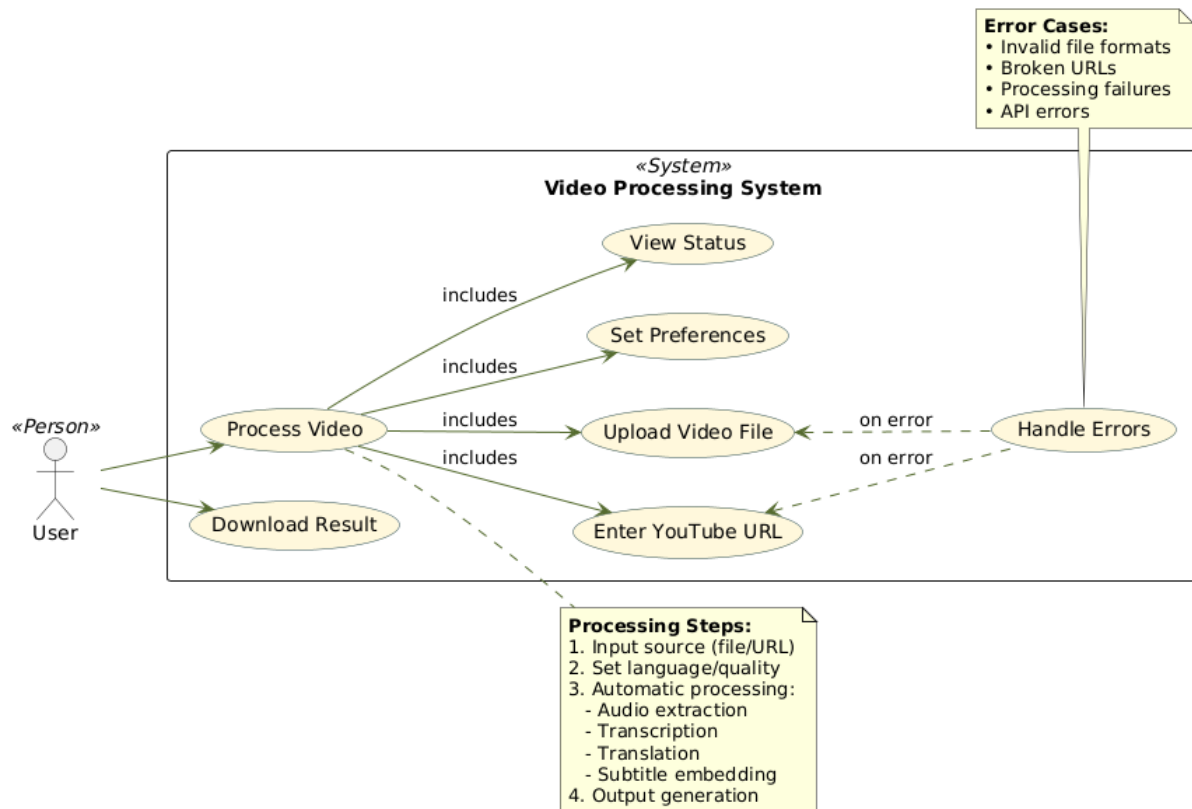 Error Cases:
• Invalid file formats
• Broken URLs
• Processing failures
• API errors
«System»
Video Processing System
View Status
includes
Set Preferences
includes
«Person»
User
Process Video
includes
Upload Video File
on error
Handle Errors
includes
on error
Download Result
Enter YouTube URL
Processing Steps:
1. Input source (file/URL)
2. Set language/quality
3. Automatic processing:
- Audio extraction
- Transcription
- Translation
- Subtitle embedding
4. Output generation